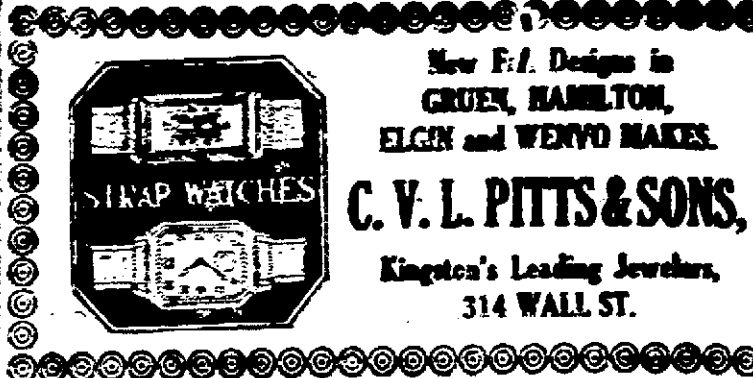 STRAP WATCHES
New Fall Designs in
GRUEN, HAMILTON,
ELGIN and WENVO MAKES.
C. V. L. PITTS & SONS,
Kingston's Leading Jewelers,
314 WALL ST.